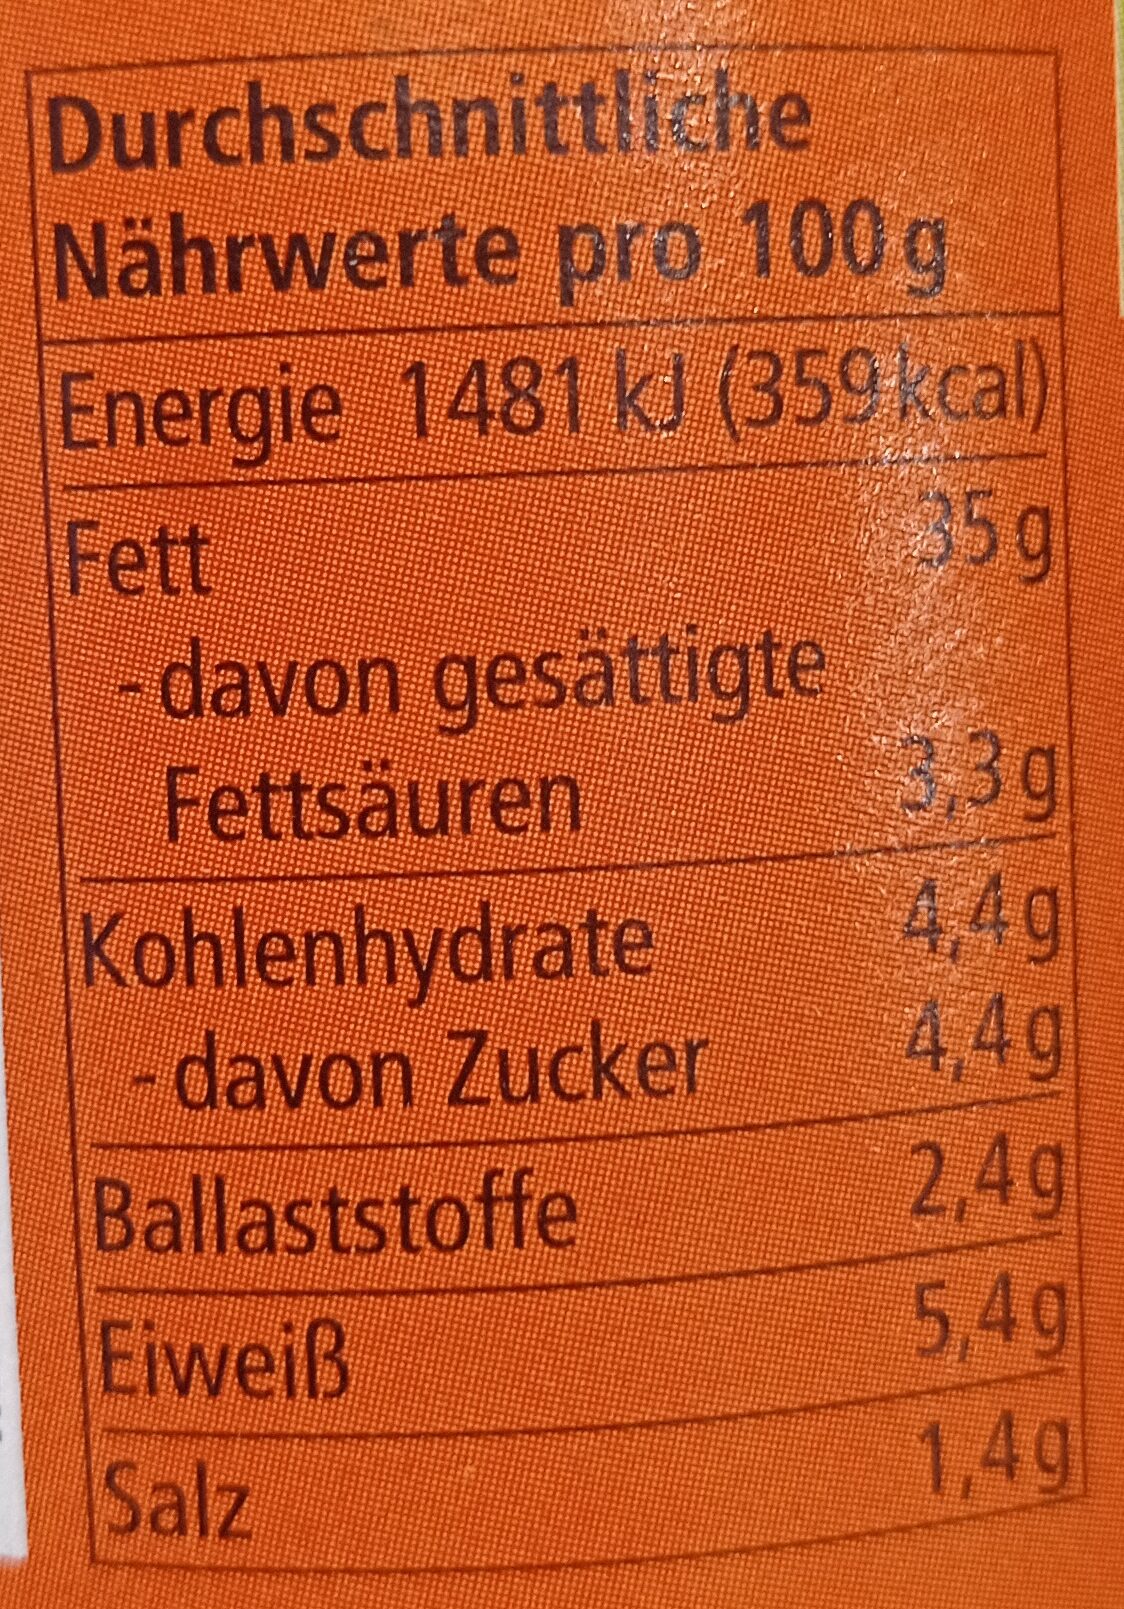 Durchschnittliche
Nährwerte pro 100 g
Energie 1481 kJ (359 kcal)
Fett 35 g
- davon gesättigte
Fettsäuren 3,3 g
Kohlenhydrate 4,4 g
- davon Zucker 4,4 g
Ballaststoffe 2,4 g
Eiweiß 5,4 g
Salz 1,4 g